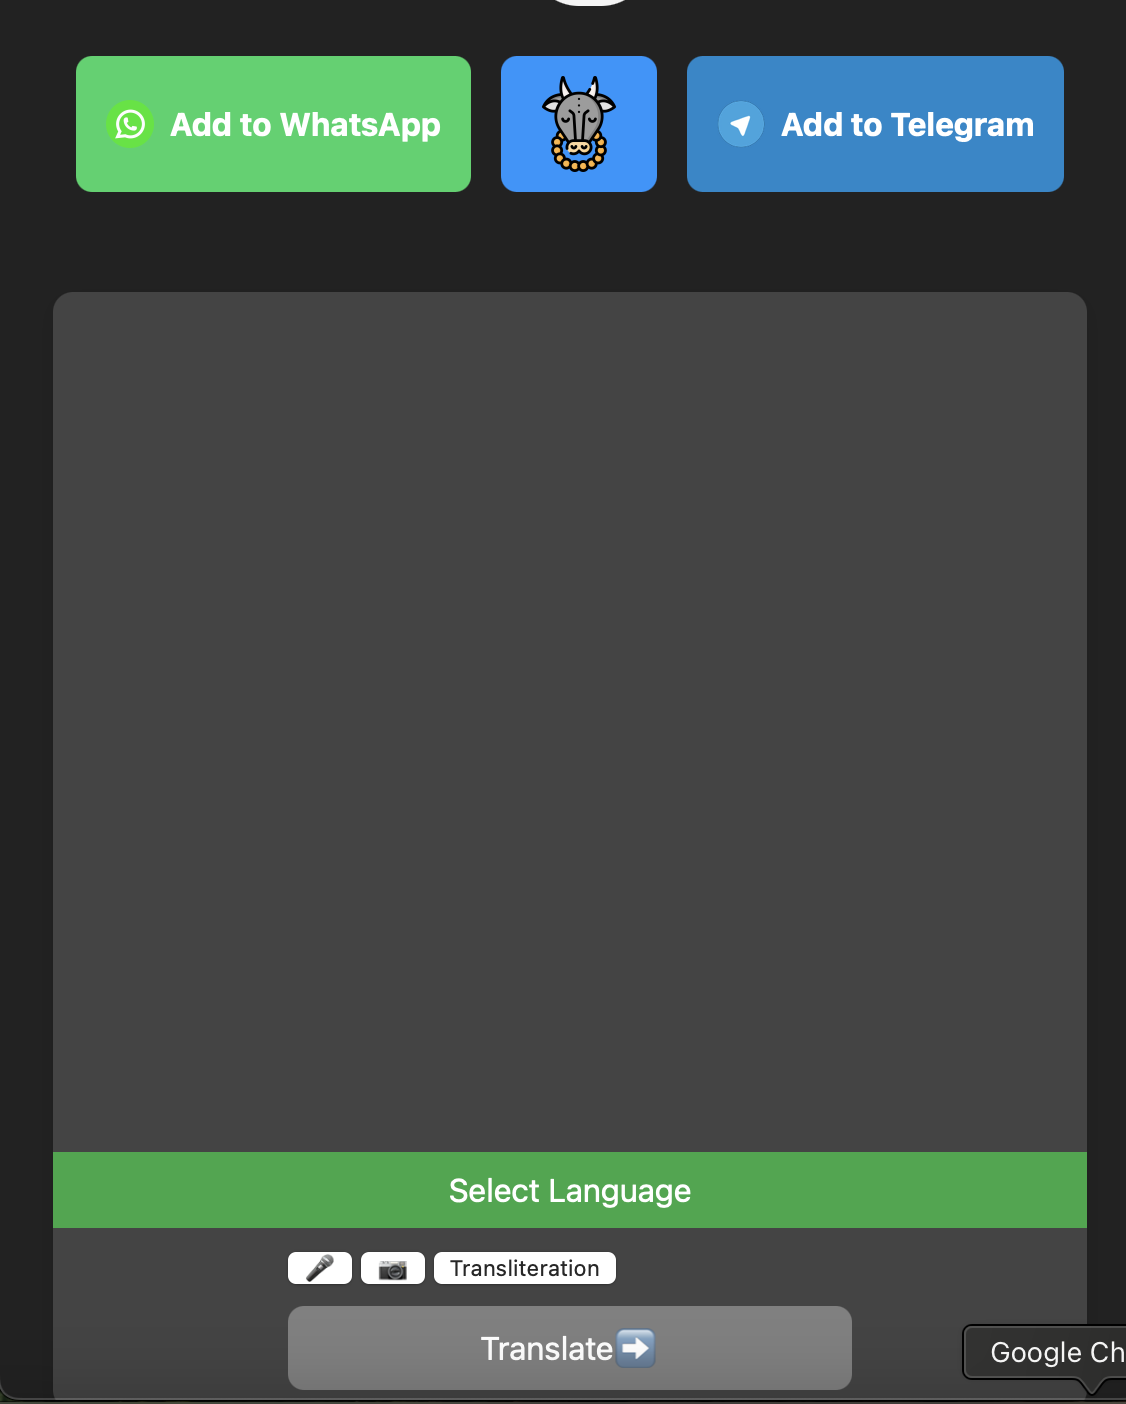 Add to WhatsApp
Add to Telegram
Select Language
Transliteration
Translate
Google Ch